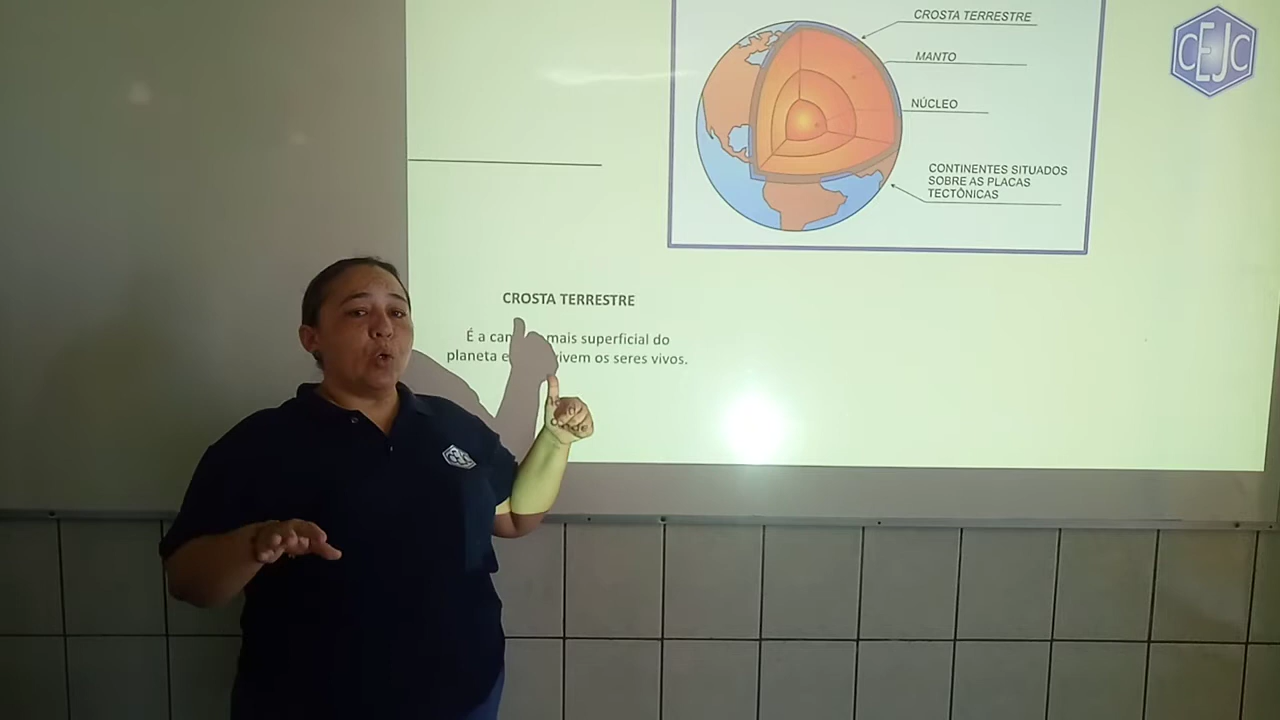 CROSTA TERRESTRE
MANTO
NÚCLEO
CONTINENTES SITUADOS
SOBRE AS PLACAS
TECTÔNICAS
CEJC
CROSTA TERRESTRE
É a mais superficial do
planeta vivem os seres vivos.
CEJC